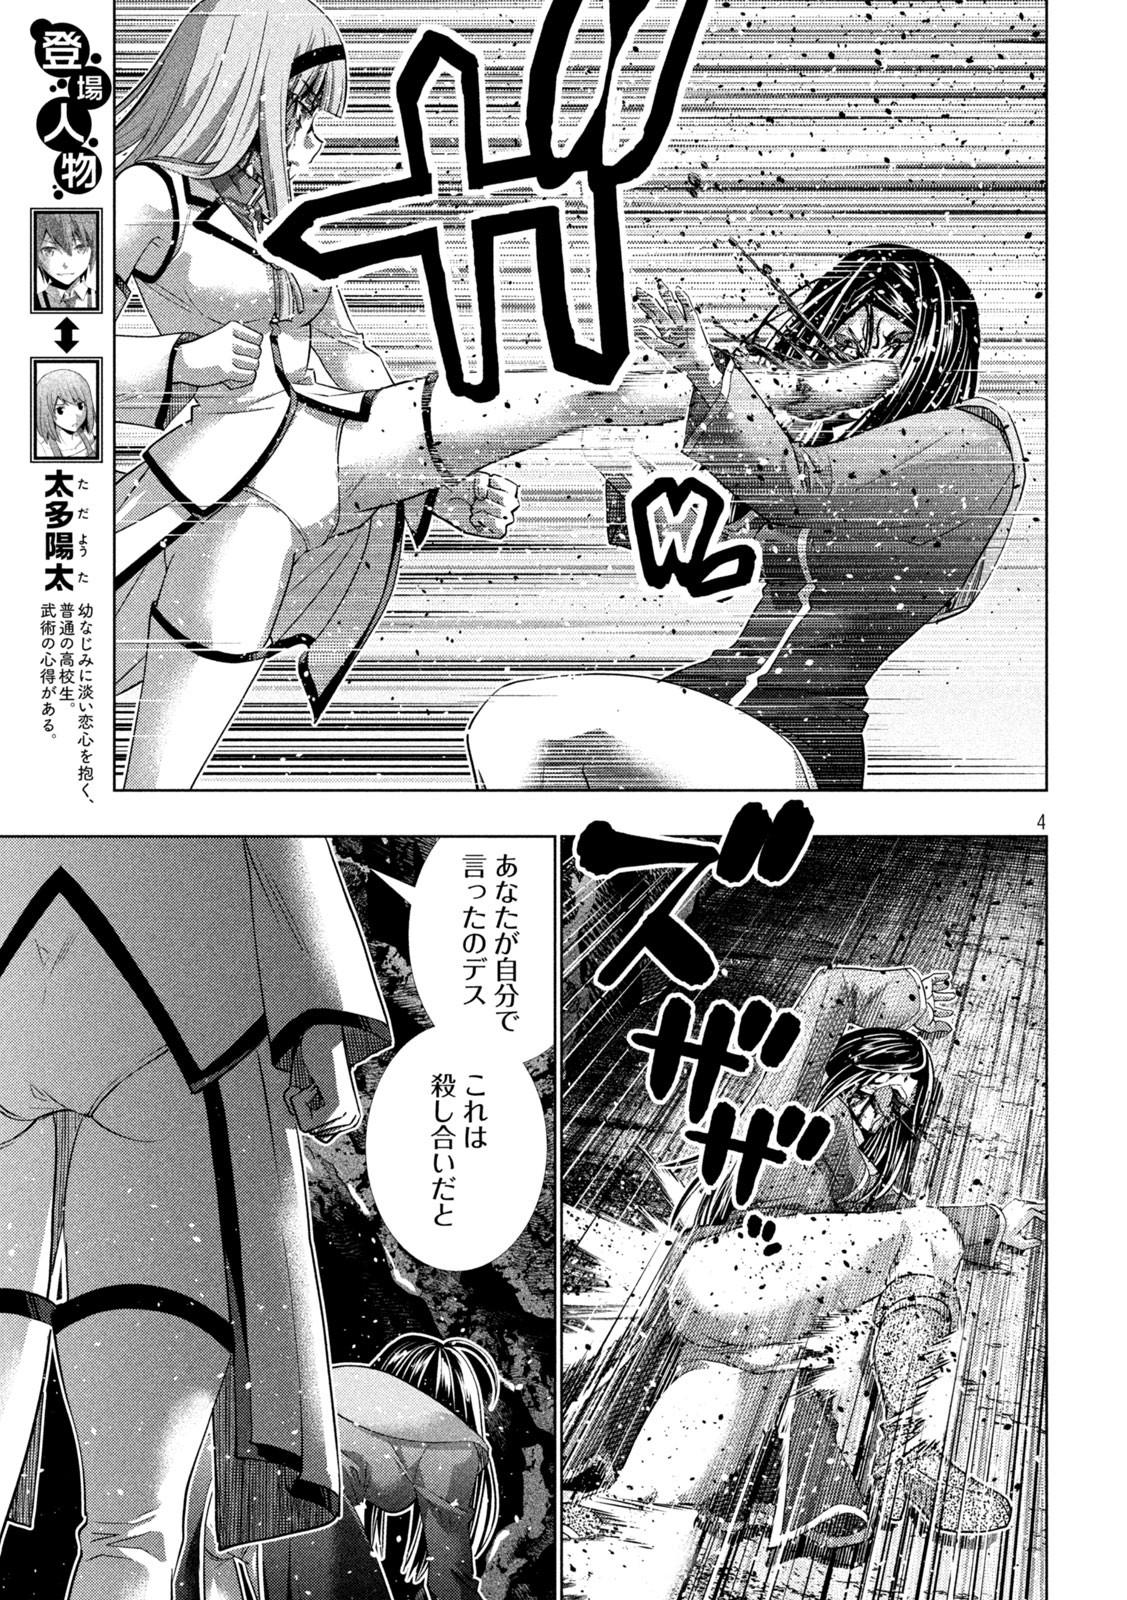 登場人物
太多陽太
ただようた
幼なじみに淡い恋心を抱く、
普通の高校生。
武術の心得がある。
4
ズ
ザ
ザ
ザ
あなたが自分で
言ったのデス
これは
殺し合いだと